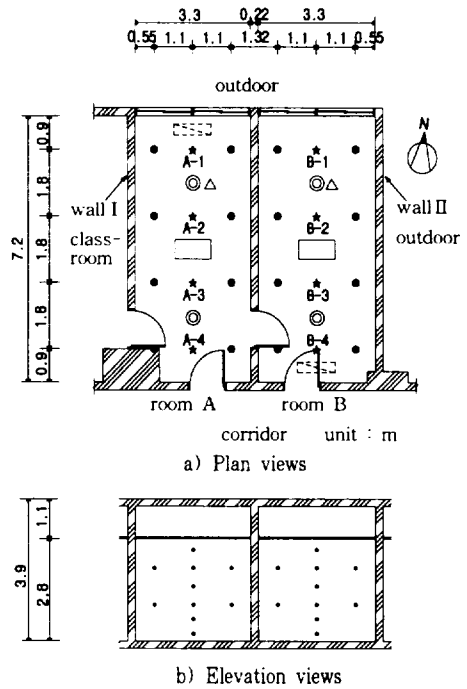 3.3 0.22 3.3
0.55 1.1 1.1 1.32 1.1 1.1 0.55
outdoor
N
0.9
1.8
1.8
1.8
0.9
7.2
A-1 B-1
wall I
class-
room
wall II
outdoor
A-2 B-2
A-3 B-3
A-4 B-4
room A room B
corridor unit : m
a) Plan views
1.1
2.8
3.9
b) Elevation views